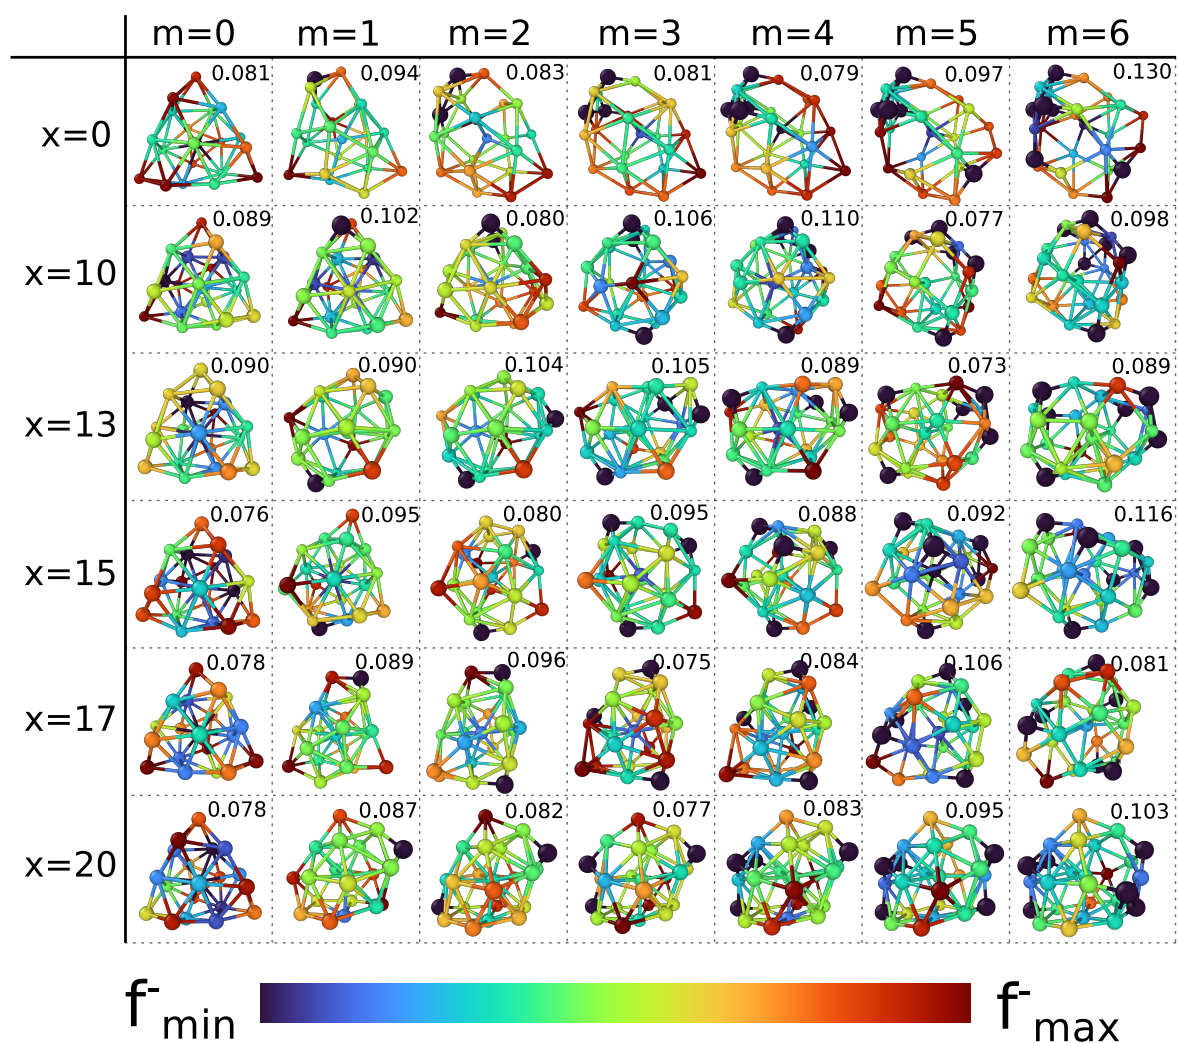 m=0 m=1 m=2 m=3 m=4 m=5 m=6
x=0 0.081 0.094 0.083 0.081 0.079 0.097 0.130
x=10 0.089 0.102 0.080 0.106 0.110 0.077 0.098
x=13 0.090 0.090 0.104 0.105 0.089 0.073 0.089
x=15 0.076 0.095 0.080 0.095 0.088 0.092 0.116
x=17 0.078 0.089 0.096 0.075 0.084 0.106 0.081
x=20 0.078 0.087 0.082 0.077 0.083 0.095 0.103
f⁻min f⁻max